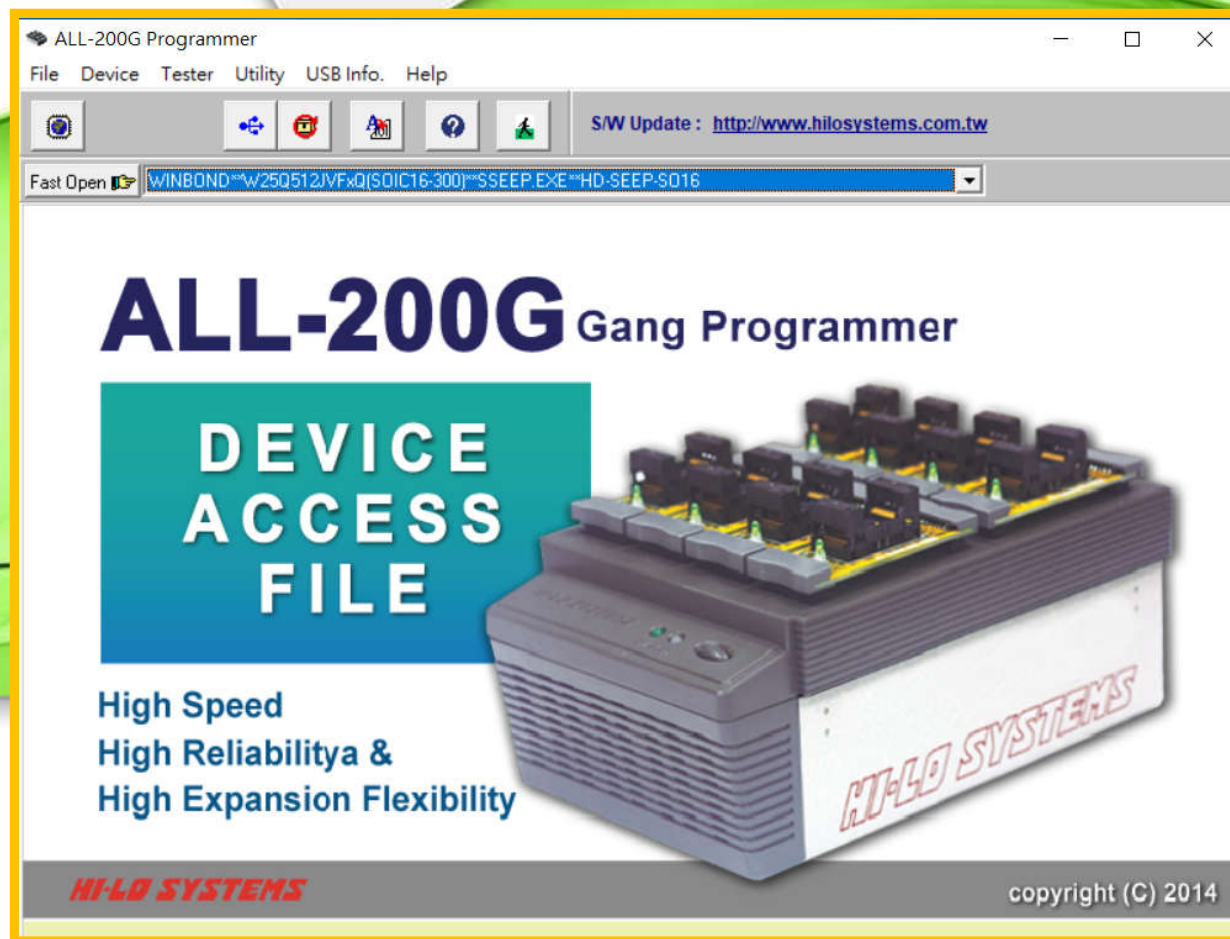 ALL-200G Programmer
File Device Tester Utility USB Info. Help
S/W Update : http://www.hilosystems.com.tw
Fast Open WINBOND**W25Q512JVFxQ(SOIC16-300)**SSEEP.EXE**HD-SEEP-SO16
ALL-200G Gang Programmer
DEVICE
ACCESS
FILE
High Speed
High Reliabilitya &
High Expansion Flexibility
HI-LO SYSTEMS
HI-LO SYSTEMS
copyright (C) 2014